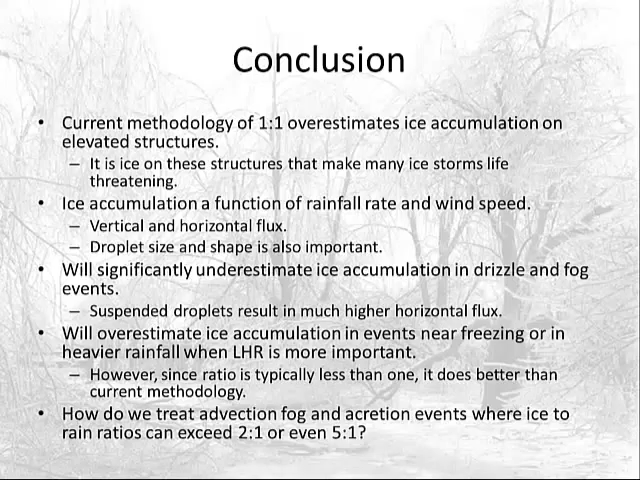 Conclusion
• Current methodology of 1:1 overestimates ice accumulation on
elevated structures.
– It is ice on these structures that make many ice storms life
threatening.
• Ice accumulation a function of rainfall rate and wind speed.
– Vertical and horizontal flux.
– Droplet size and shape is also important.
• Will significantly underestimate ice accumulation in drizzle and fog
events.
– Suspended droplets result in much higher horizontal flux.
• Will overestimate ice accumulation in events near freezing or in
heavier rainfall when LHR is more important.
– However, since ratio is typically less than one, it does better than
current methodology.
• How do we treat advection fog and acretion events where ice to
rain ratios can exceed 2:1 or even 5:1?